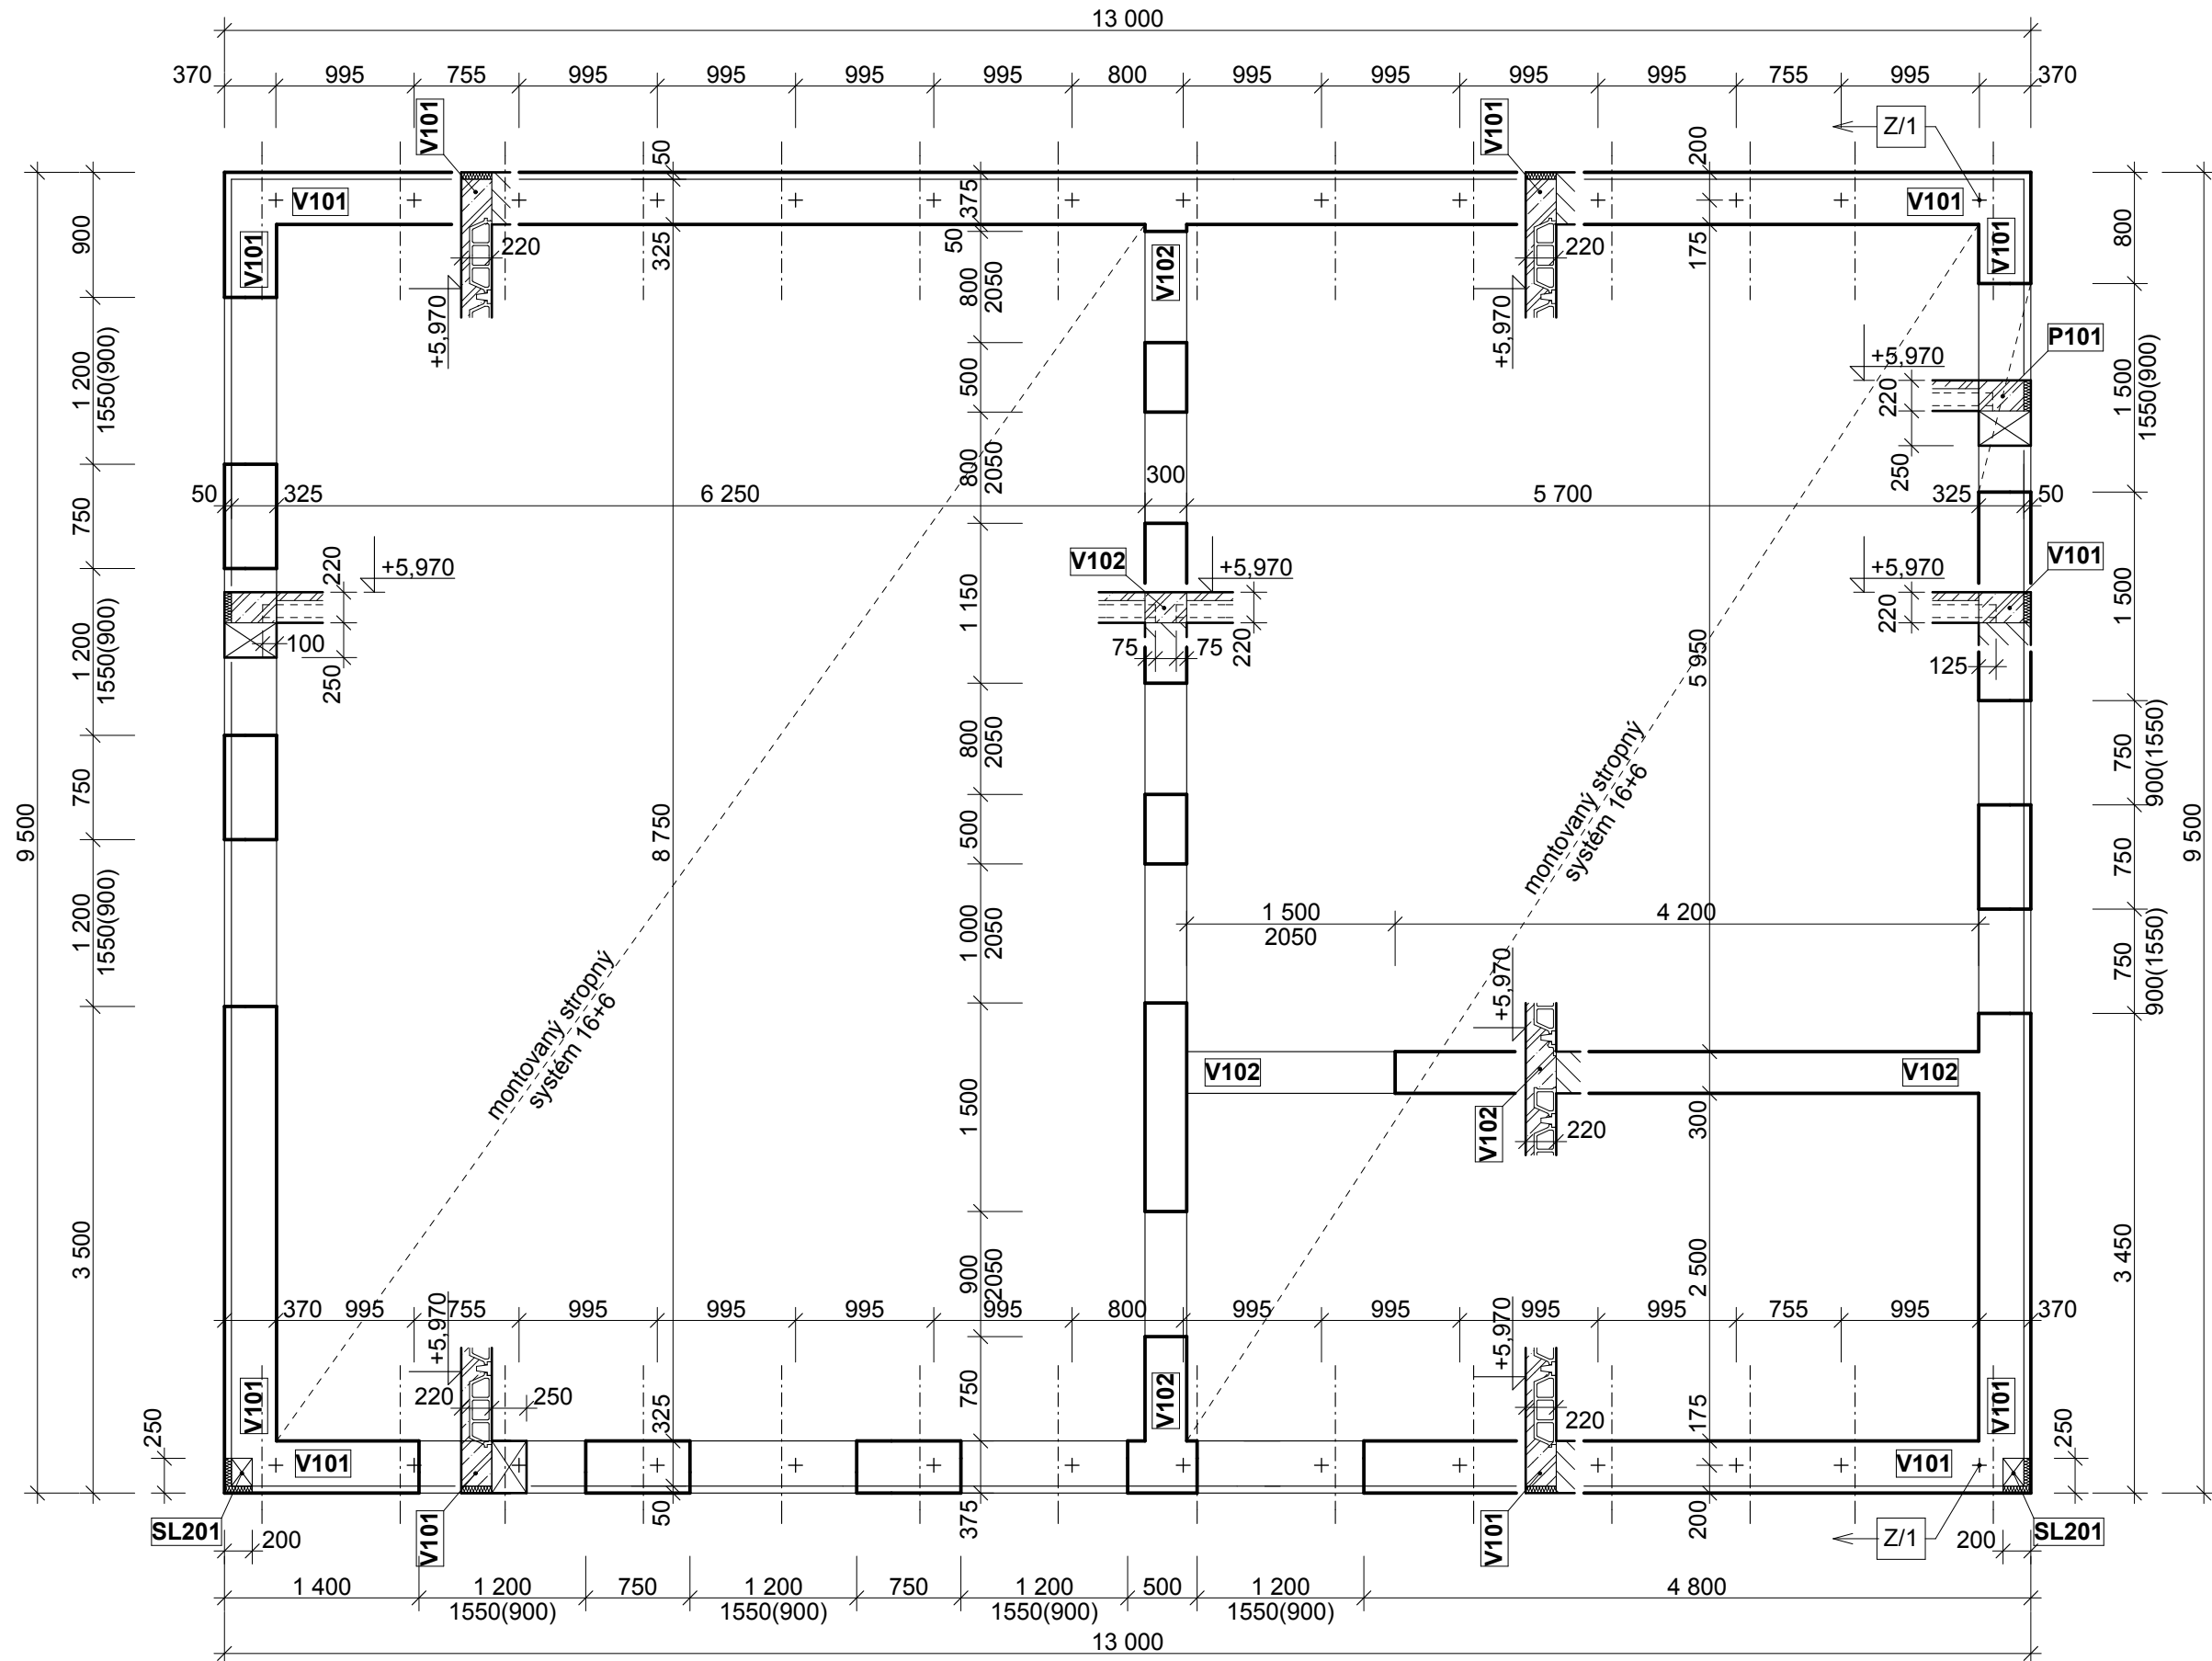 13 000
370 995 755 995 995 995 995 800 995 995 995 995 755 995 370
V101
V101
Z/1
50
375
200
V101
V101
V101
V101
V102
325
50
175
220
220
+5,970
+5,970
900
1 200
1550(900)
750
1 200
1550(900)
750
1 200
1550(900)
3 500
9 500
800
2050
500
800
2050
1 150
800
2050
500
1 000
2050
1 500
900
2050
750
375
800
1 500
1550(900)
1 500
750
900(1550)
750
750
900(1550)
3 450
9 500
P101
+5,970
220
250
50 325 6 250 300 5 700 325 50
220
+5,970
100
250
V102
+5,970
75 75
220
V101
+5,970
220
125
8 750
5 950
montovaný stropný
systém 16+6
montovaný stropný
systém 16+6
1 500 4 200
2050
+5,970
V102
V102
V102
220
300
2 500
370 995 755 995 995 995 995 800 995 995 995 995 755 995 370
+5,970
+5,970
220 250
325
V101
V101
V102
220
175
V101
V101
250
250
SL201
200
V101
50
V101
200
Z/1
200
SL201
1 400 1 200 750 1 200 750 1 200 500 1 200 4 800
1550(900) 1550(900) 1550(900) 1550(900)
13 000